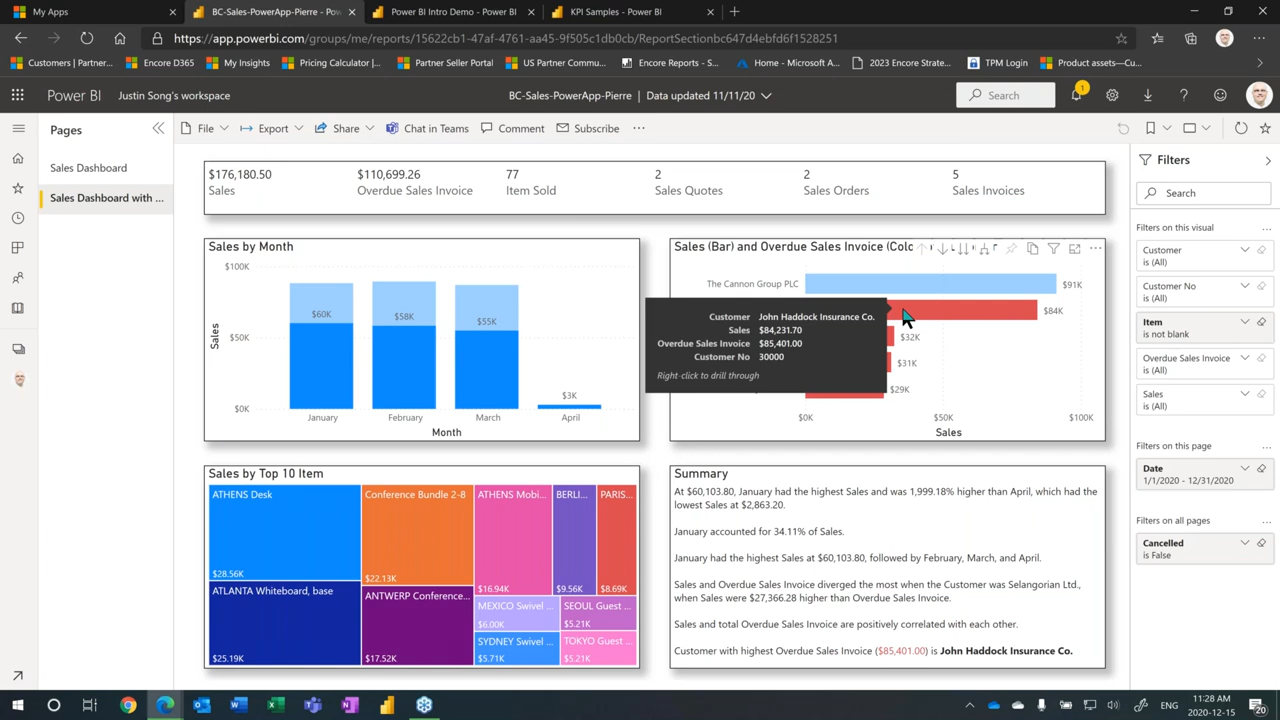 My Apps
BC-Sales-PowerApp-Pierre - Powe
Power BI Intro Demo - Power BI
KPI Samples - Power BI
https://app.powerbi.com/groups/me/reports/15622cb1-47af-4761-aa45-9f505c1db0cb/ReportSectionbc647d4ebfd6f1528251
Customers | Partner...
Encore D365
My Insights
Pricing Calculator |...
Partner Seller Portal
US Partner Commu...
Encore Reports - S...
Home - Microsoft A...
2023 Encore Strate...
TPM Login
Product assets—Cu...
Power BI
Justin Song's workspace
BC-Sales-PowerApp-Pierre | Data updated 11/11/20
Search
1
Pages
File
Export
Share
Chat in Teams
Comment
Subscribe
Sales Dashboard
Sales Dashboard with ...
$176,180.50
Sales
$110,699.26
Overdue Sales Invoice
77
Item Sold
2
Sales Quotes
2
Sales Orders
5
Sales Invoices
Sales by Month
$100K
$50K
$0K
Sales
$60K
$58K
$55K
$3K
January
February
March
April
Month
Sales (Bar) and Overdue Sales Invoice (Colo
The Cannon Group PLC
$91K
$84K
$32K
$31K
$29K
$0K
$50K
$100K
Sales
Customer John Haddock Insurance Co.
Sales $84,231.70
Overdue Sales Invoice $85,401.00
Customer No 30000
Right-click to drill through
Sales by Top 10 Item
ATHENS Desk
$28.56K
ATLANTA Whiteboard, base
$25.19K
Conference Bundle 2-8
$22.13K
ANTWERP Conference...
$17.52K
ATHENS Mobi...
$16.94K
BERLI...
$9.56K
PARIS...
$8.69K
MEXICO Swivel ...
$6.00K
SEOUL Guest ...
$5.21K
SYDNEY Swivel ...
$5.71K
TOKYO Guest ...
$5.21K
Summary
At $60,103.80, January had the highest Sales and was 1,999.18% higher than April, which had the
lowest Sales at $2,863.20.
January accounted for 34.11% of Sales.
January had the highest Sales at $60,103.80, followed by February, March, and April.
Sales and Overdue Sales Invoice diverged the most when the Customer was Selangorian Ltd.,
when Sales were $27,366.28 higher than Overdue Sales Invoice.
Sales and total Overdue Sales Invoice are positively correlated with each other.
Customer with highest Overdue Sales Invoice ($85,401.00) is John Haddock Insurance Co.
Filters
Search
Filters on this visual
Customer
is (All)
Customer No
is (All)
Item
is not blank
Overdue Sales Invoice
is (All)
Sales
is (All)
Filters on this page
Date
1/1/2020 - 12/31/2020
Filters on all pages
Cancelled
is False
ENG
11:28 AM
2020-12-15
20